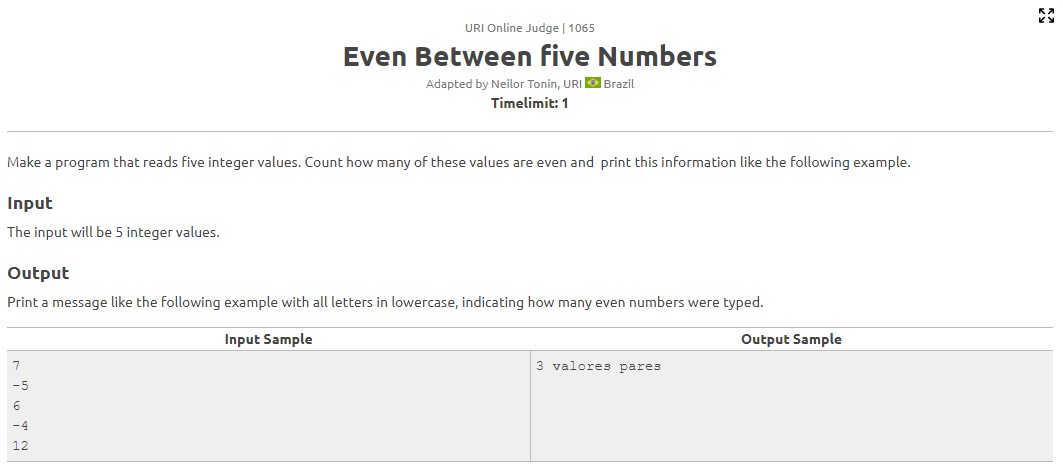 URI Online Judge | 1065
Even Between five Numbers
Adapted by Neilor Tonin, URI Brazil
Timelimit: 1
Make a program that reads five integer values. Count how many of these values are even and  print this information like the following example.
Input
The input will be 5 integer values.
Output
Print a message like the following example with all letters in lowercase, indicating how many even numbers were typed.
Input Sample
Output Sample
7
3 valores pares
-5
6
-4
12